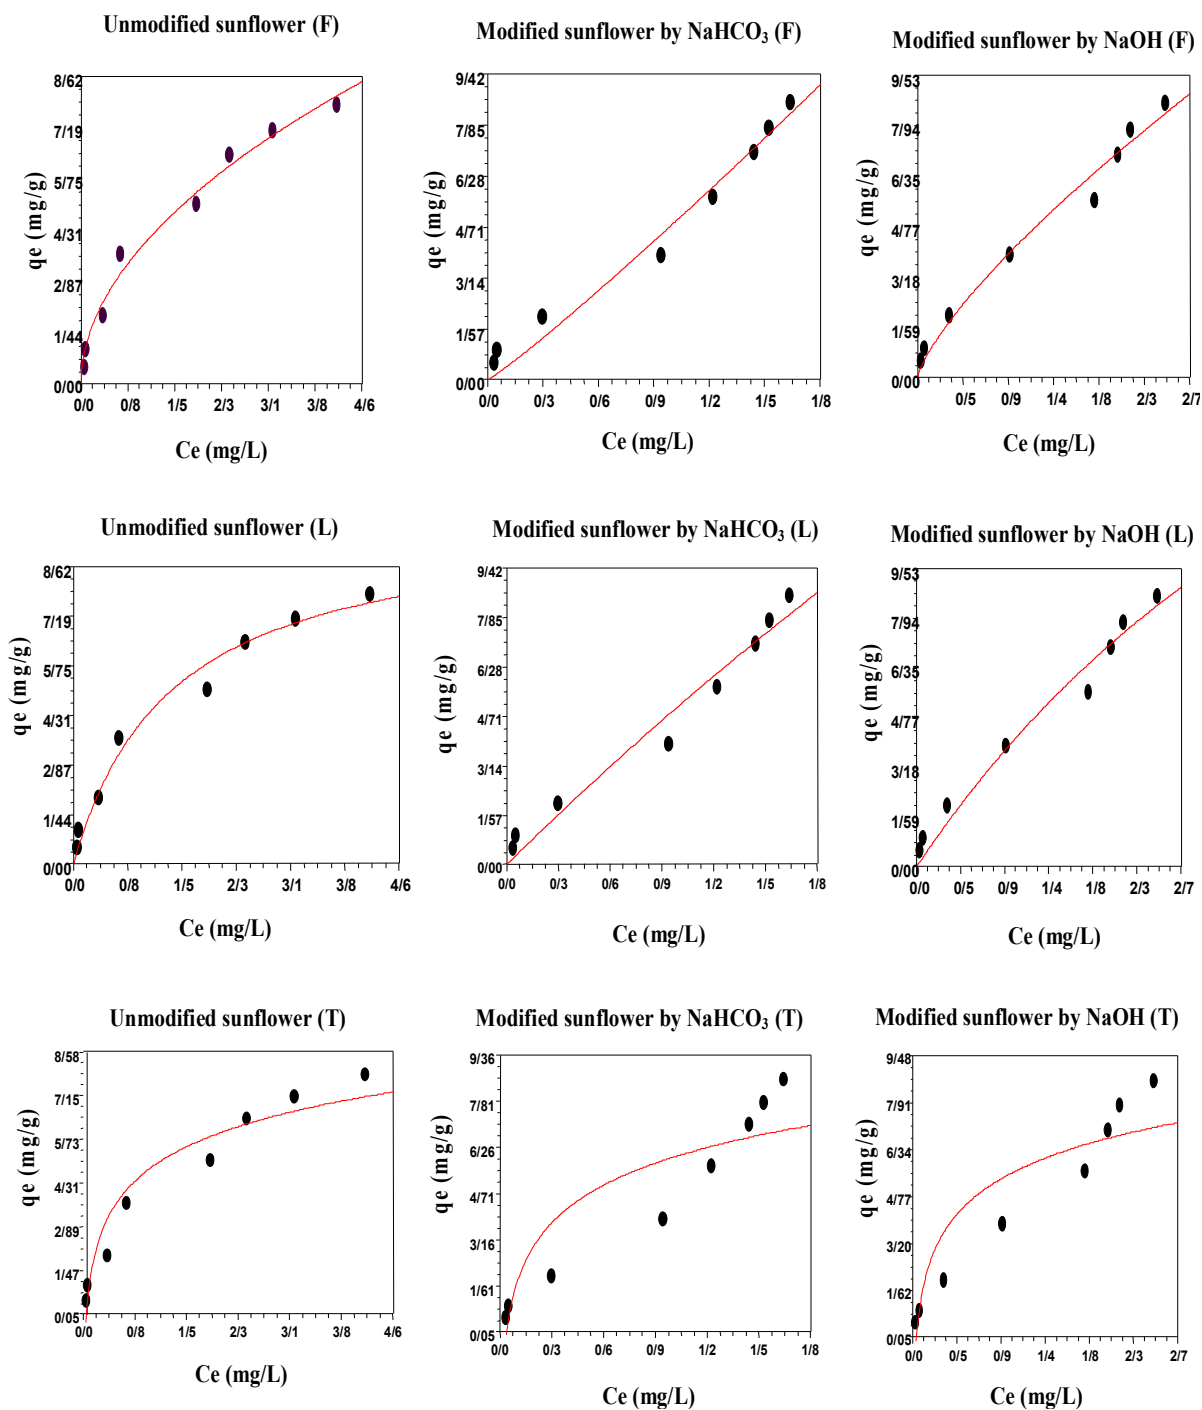 Unmodified sunflower (F)
8/62
7/19
5/75
4/31
2/87
1/44
0/00
qe (mg/g)
0/0 0/8 1/5 2/3 3/1 3/8 4/6
Ce (mg/L)
Modified sunflower by NaHCO₃ (F)
9/42
7/85
6/28
4/71
3/14
1/57
0/00
qe (mg/g)
0/0 0/3 0/6 0/9 1/2 1/5 1/8
Ce (mg/L)
Modified sunflower by NaOH (F)
9/53
7/94
6/35
4/77
3/18
1/59
0/00
qe (mg/g)
0/5 0/9 1/4 1/8 2/3 2/7
Ce (mg/L)
Unmodified sunflower (L)
8/62
7/19
5/75
4/31
2/87
1/44
0/00
qe (mg/g)
0/0 0/8 1/5 2/3 3/1 3/8 4/6
Ce (mg/L)
Modified sunflower by NaHCO₃ (L)
9/42
7/85
6/28
4/71
3/14
1/57
0/00
qe (mg/g)
0/0 0/3 0/6 0/9 1/2 1/5 1/8
Ce (mg/L)
Modified sunflower by NaOH (L)
9/53
7/94
6/35
4/77
3/18
1/59
0/00
qe (mg/g)
0/0 0/5 0/9 1/4 1/8 2/3 2/7
Ce (mg/L)
Unmodified sunflower (T)
8/58
7/15
5/73
4/31
2/89
1/47
0/05
qe (mg/g)
0/0 0/8 1/5 2/3 3/1 3/8 4/6
Ce (mg/L)
Modified sunflower by NaHCO₃ (T)
9/36
7/81
6/26
4/71
3/16
1/61
0/05
qe (mg/g)
0/0 0/3 0/6 0/9 1/2 1/5 1/8
Ce (mg/L)
Modified sunflower by NaOH (T)
9/48
7/91
6/34
4/77
3/20
1/62
0/05
qe (mg/g)
0/0 0/5 0/9 1/4 1/8 2/3 2/7
Ce (mg/L)